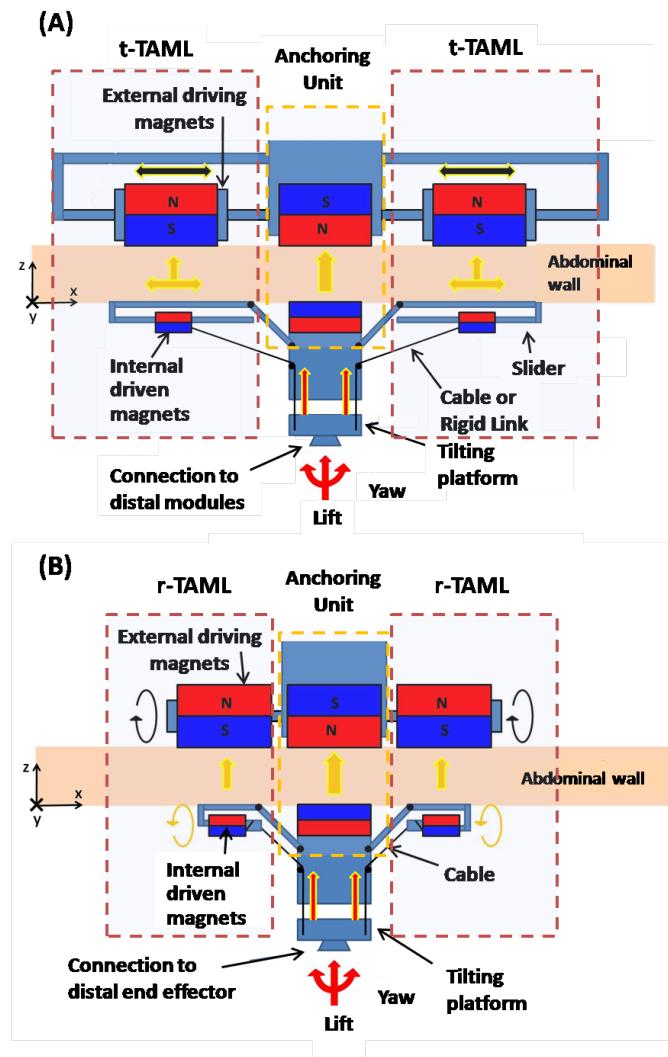 (A)
t-TAML
Anchoring
Unit
t-TAML
External driving
magnets
N
S
S
N
N
S
Abdominal
wall
z
x
y
Internal
driven
magnets
Slider
Cable or
Rigid Link
Tilting
platform
Connection to
distal modules
Yaw
Lift
(B)
r-TAML
Anchoring
Unit
r-TAML
External driving
magnets
N
S
S
N
N
S
Abdominal wall
z
x
y
Internal
driven
magnets
Cable
Connection to
distal end effector
Tilting
platform
Yaw
Lift